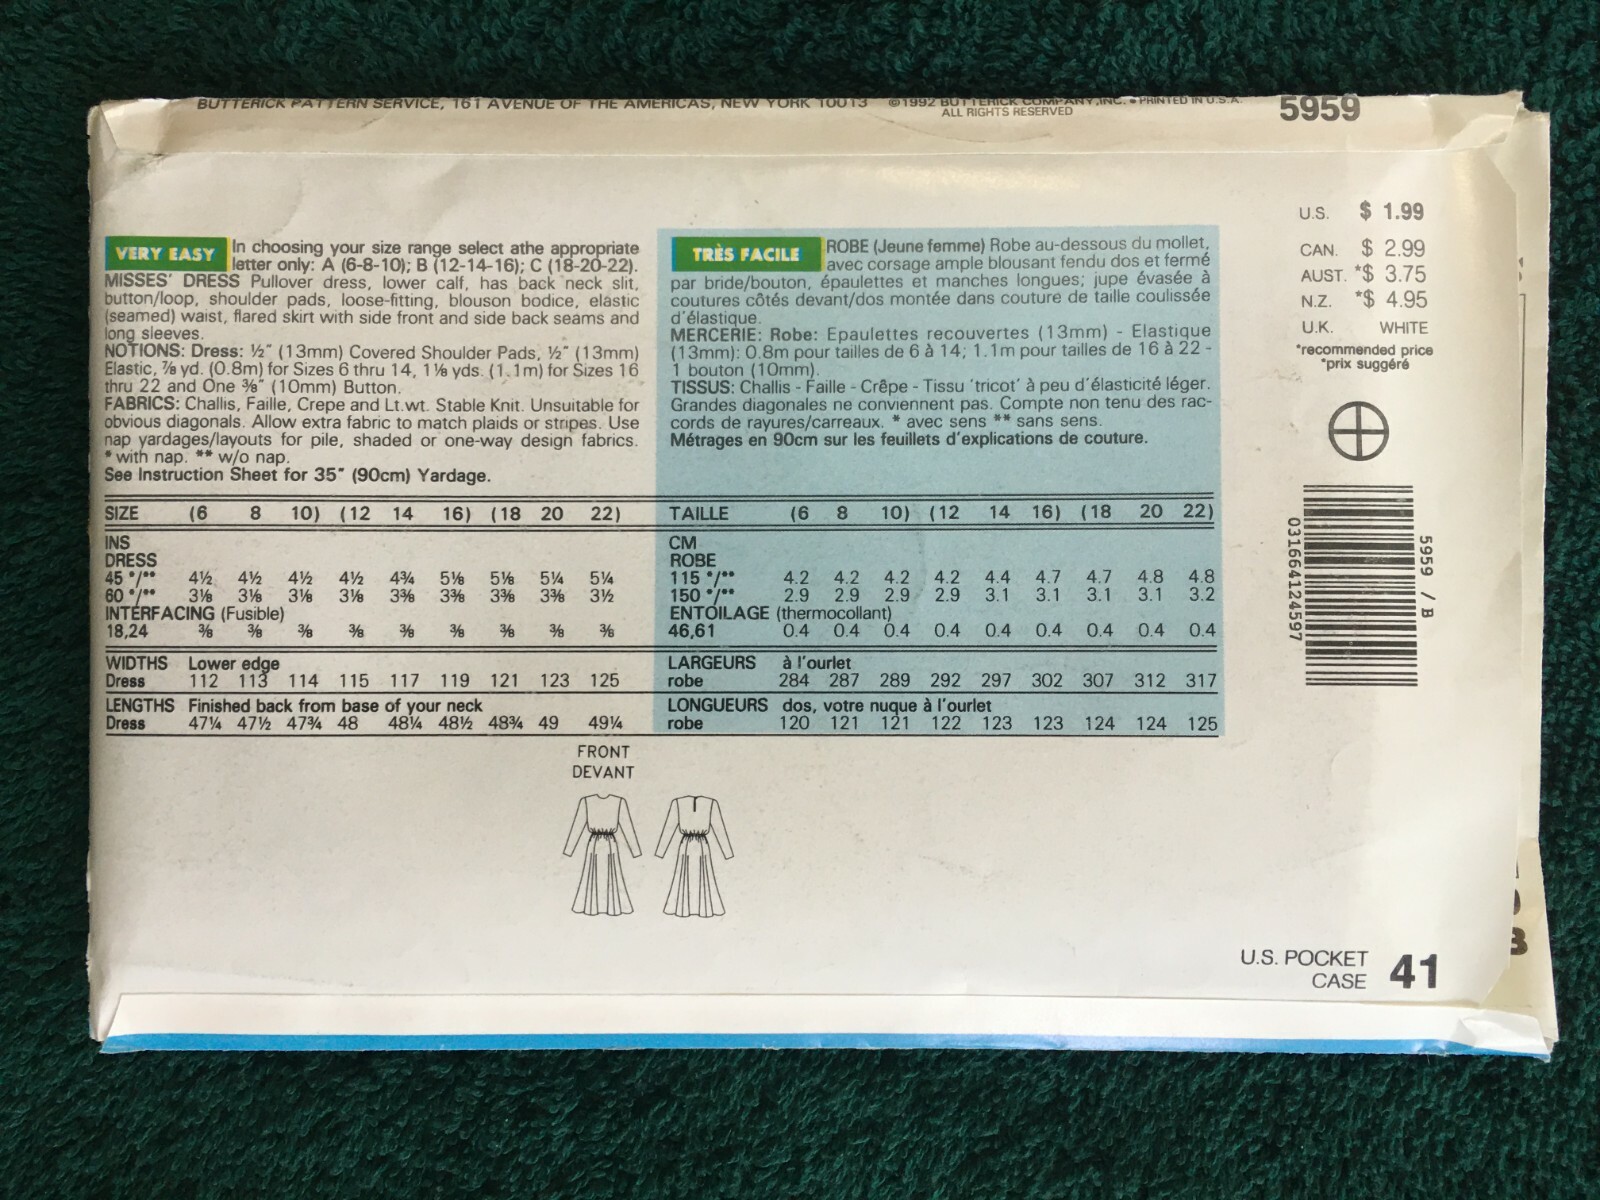 BUTTERICK PATTERN SERVICE, 161 AVENUE OF THE AMERICAS, NEW YORK 10013 ©1992 BUTTERICK COMPANY, INC. • PRINTED IN U.S.A.
ALL RIGHTS RESERVED
5959
VERY EASY In choosing your size range select athe appropriate
letter only: A (6-8-10); B (12-14-16); C (18-20-22).
MISSES' DRESS Pullover dress, lower calf, has back neck slit,
button/loop, shoulder pads, loose-fitting, blouson bodice, elastic
(seamed) waist, flared skirt with side front and side back seams and
long sleeves.
NOTIONS: Dress: ½" (13mm) Covered Shoulder Pads, ½" (13mm)
Elastic, ⅞ yd. (0.8m) for Sizes 6 thru 14, 1⅛ yds. (1.1m) for Sizes 16
thru 22 and One ⅜" (10mm) Button.
FABRICS: Challis, Faille, Crepe and Lt.wt. Stable Knit. Unsuitable for
obvious diagonals. Allow extra fabric to match plaids or stripes. Use
nap yardages/layouts for pile, shaded or one-way design fabrics.
* with nap. ** w/o nap.
See Instruction Sheet for 35" (90cm) Yardage.
SIZE (6 8 10) (12 14 16) (18 20 22)
INS
DRESS
45 */** 4½ 4½ 4½ 4½ 4¾ 5⅛ 5⅛ 5¼ 5¼
60 */** 3⅛ 3⅛ 3⅛ 3⅛ 3⅜ 3⅜ 3⅜ 3⅜ 3½
INTERFACING (Fusible)
18,24 ⅜ ⅜ ⅜ ⅜ ⅜ ⅜ ⅜ ⅜ ⅜
WIDTHS Lower edge
Dress 112 113 114 115 117 119 121 123 125
LENGTHS Finished back from base of your neck
Dress 47¼ 47½ 47¾ 48 48¼ 48½ 48¾ 49 49¼
TRÈS FACILE ROBE (Jeune femme) Robe au-dessous du mollet,
avec corsage ample blousant fendu dos et fermé
par bride/bouton, épaulettes et manches longues; jupe évasée à
coutures côtés devant/dos montée dans couture de taille coulissée
d'élastique.
MERCERIE: Robe: Epaulettes recouvertes (13mm) - Elastique
(13mm): 0.8m pour tailles de 6 à 14; 1.1m pour tailles de 16 à 22 -
1 bouton (10mm).
TISSUS: Challis - Faille - Crêpe - Tissu 'tricot' à peu d'élasticité léger.
Grandes diagonales ne conviennent pas. Compte non tenu des rac-
cords de rayures/carreaux. * avec sens ** sans sens.
Métrages en 90cm sur les feuillets d'explications de couture.
TAILLE (6 8 10) (12 14 16) (18 20 22)
CM
ROBE
115 */** 4.2 4.2 4.2 4.2 4.4 4.7 4.7 4.8 4.8
150 */** 2.9 2.9 2.9 2.9 3.1 3.1 3.1 3.1 3.2
ENTOILAGE (thermocollant)
46,61 0.4 0.4 0.4 0.4 0.4 0.4 0.4 0.4 0.4
LARGEURS à l'ourlet
robe 284 287 289 292 297 302 307 312 317
LONGUEURS dos, votre nuque à l'ourlet
robe 120 121 121 122 123 123 124 124 125
FRONT
DEVANT
U.S. $ 1.99
CAN. $ 2.99
AUST. *$ 3.75
N.Z. *$ 4.95
U.K. WHITE
*recommended price
*prix suggéré
5959 / B
031664124597
U.S. POCKET
CASE 41